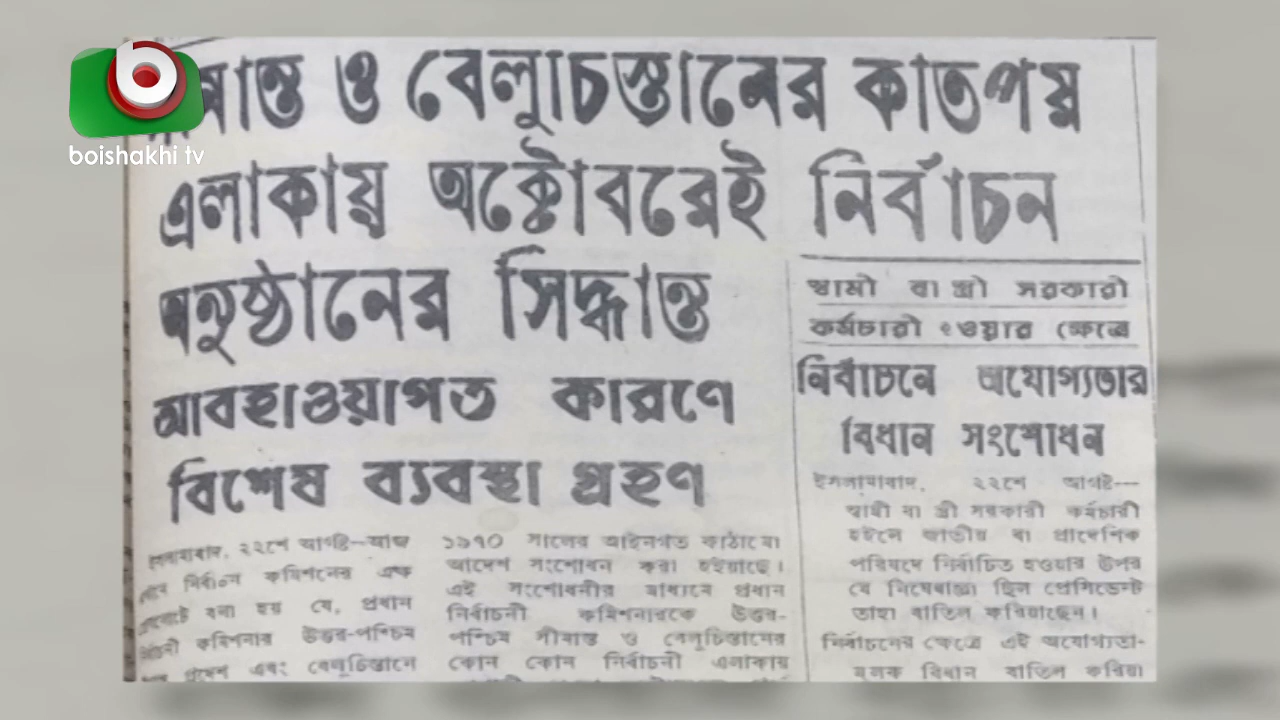 boishakhi tv
ও বেলুচিস্তানের কতিপয়
এলাকায় অক্টোবরেই নির্বাচন
অনুষ্ঠানের সিদ্ধান্ত
আবহাওয়াগত কারণে
বিশেষ ব্যবস্থা গ্রহণ
ইসলামাবাদ, ২২শে আগষ্ট—আজ
নির্বাচন কমিশনের এক
বলা হয় যে, প্রধান
কমিশনার উত্তর-পশ্চিম
প্রদেশ এবং বেলুচিস্তানে
১৯৭০ সালের আইনগত কাঠামো
আদেশ সংশোধন করা হইয়াছে।
এই সংশোধনীর মাধ্যমে প্রধান
নির্বাচনী কমিশনারকে উত্তর-
পশ্চিম সীমান্ত ও বেলুচিস্তানের
কোন কোন নির্বাচনী এলাকায়
স্বামী বা স্ত্রী সরকারী
কর্মচারী হওয়ার ক্ষেত্রে
নির্বাচনে অযোগ্যতার
বিধান সংশোধন
ইসলামাবাদ, ২২শে আগষ্ট—
স্বামী বা স্ত্রী সরকারী কর্মচারী
হইলে জাতীয় বা প্রাদেশিক
পরিষদে নির্বাচিত হওয়ার উপর
যে নিষেধাজ্ঞা ছিল প্রেসিডেন্ট
তাহা বাতিল করিয়াছেন।
নির্বাচনের ক্ষেত্রে এই অযোগ্যতা-
মূলক বিধান বাতিল করিয়া